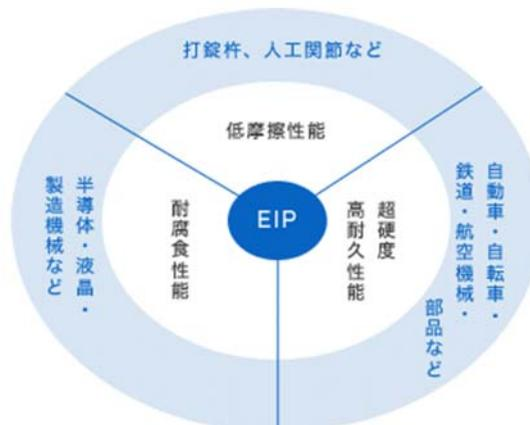 打錠杵、人工関節など
低摩擦性能
EIP
耐腐食性能
超硬度
高耐久性能
半導体・液晶・
製造機械など
自動車・自転車・
鉄道・航空機械・
部品など